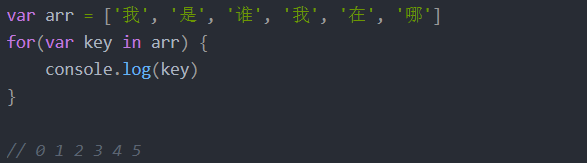 var arr = ['我', '是', '谁', '我', '在', '哪']
for(var key in arr) {
    console.log(key)
}
// 0 1 2 3 4 5